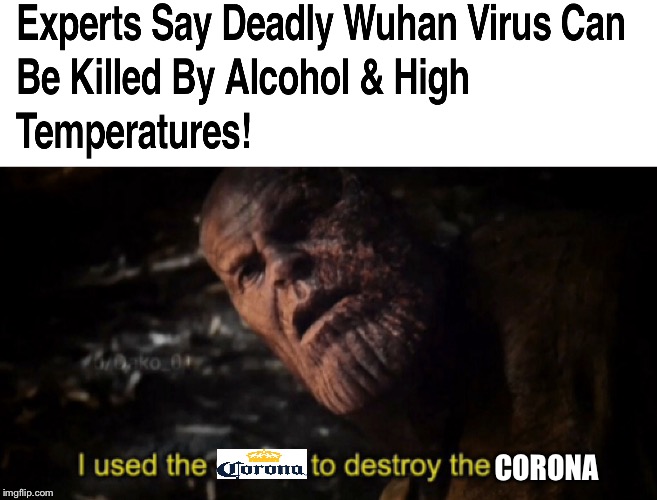 Experts Say Deadly Wuhan Virus Can
Be Killed By Alcohol & High
Temperatures!
I used the Corona to destroy the CORONA
imgflip.com